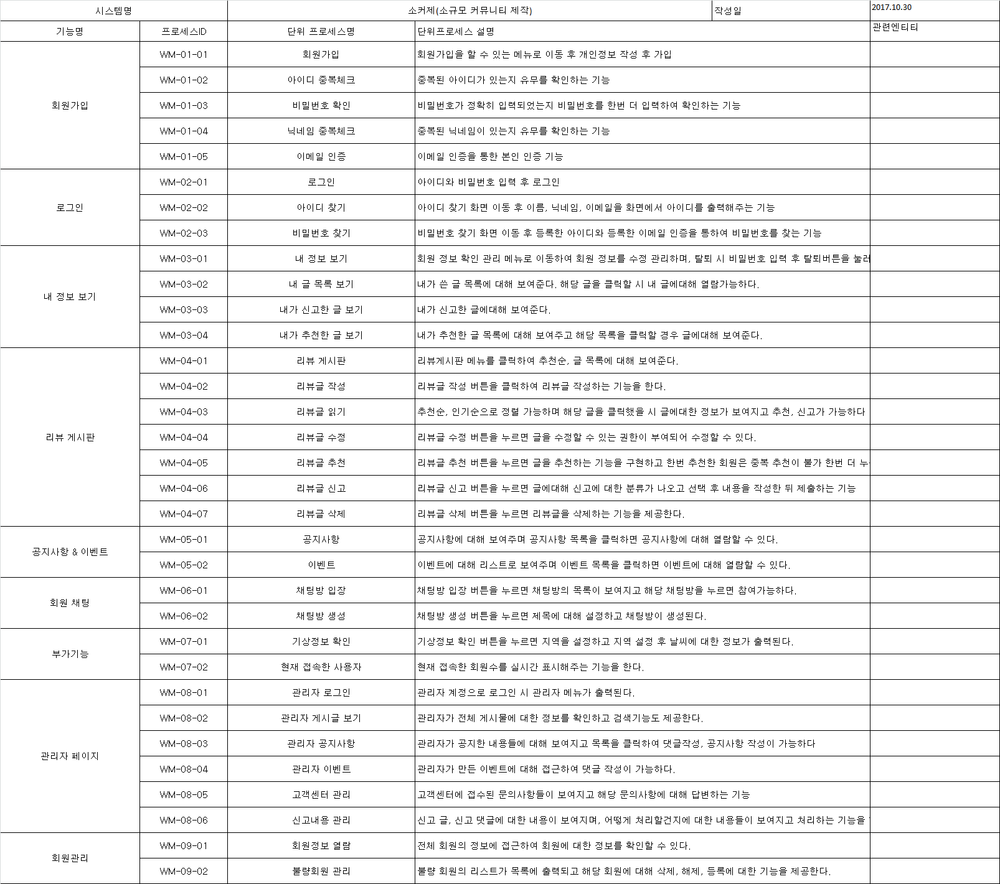 시스템명 소커제(소규모 커뮤니티 제작) 작성일 2017.10.30
기능명 프로세스ID 단위 프로세스명 단위프로세스 설명 관련엔티티
회원가입
WM-01-01 회원가입 회원가입을 할 수 있는 메뉴로 이동 후 개인정보 작성 후 가입
WM-01-02 아이디 중복체크 중복된 아이디가 있는지 유무를 확인하는 기능
WM-01-03 비밀번호 확인 비밀번호가 정확히 입력되었는지 비밀번호를 한번 더 입력하여 확인하는 기능
WM-01-04 닉네임 중복체크 중복된 닉네임이 있는지 유무를 확인하는 기능
WM-01-05 이메일 인증 이메일 인증을 통한 본인 인증 기능
로그인
WM-02-01 로그인 아이디와 비밀번호 입력 후 로그인
WM-02-02 아이디 찾기 아이디 찾기 화면 이동 후 이름, 닉네임, 이메일을 화면에서 아이디를 출력해주는 기능
WM-02-03 비밀번호 찾기 비밀번호 찾기 화면 이동 후 등록한 아이디와 등록한 이메일 인증을 통하여 비밀번호를 찾는 기능
내 정보 보기
WM-03-01 내 정보 보기 회원 정보 확인 관리 메뉴로 이동하여 회원 정보를 수정 관리하며, 탈퇴 시 비밀번호 입력 후 탈퇴버튼을 눌러
WM-03-02 내 글 목록 보기 내가 쓴 글 목록에 대해 보여준다. 해당 글을 클릭할 시 내 글에대해 열람가능하다.
WM-03-03 내가 신고한 글 보기 내가 신고한 글에대해 보여준다.
WM-03-04 내가 추천한 글 보기 내가 추천한 글 목록에 대해 보여주고 해당 목록을 클릭할 경우 글에대해 보여준다.
리뷰 게시판
WM-04-01 리뷰 게시판 리뷰게시판 메뉴를 클릭하여 추천순, 글 목록에 대해 보여준다.
WM-04-02 리뷰글 작성 리뷰글 작성 버튼을 클릭하여 리뷰글 작성하는 기능을 한다.
WM-04-03 리뷰글 읽기 추천순, 인기순으로 정렬 가능하며 해당 글을 클릭했을 시 글에대한 정보가 보여지고 추천, 신고가 가능하다
WM-04-04 리뷰글 수정 리뷰글 수정 버튼을 누르면 글을 수정할 수 있는 권한이 부여되어 수정할 수 있다.
WM-04-05 리뷰글 추천 리뷰글 추천 버튼을 누르면 글을 추천하는 기능을 구현하고 한번 추천한 회원은 중복 추천이 불가 한번 더
WM-04-06 리뷰글 신고 리뷰글 신고 버튼을 누르면 글에대해 신고에 대한 분류가 나오고 선택 후 내용을 작성한 뒤 제출하는 기능
WM-04-07 리뷰글 삭제 리뷰글 삭제 버튼을 누르면 리뷰글을 삭제하는 기능을 제공한다.
공지사항 & 이벤트
WM-05-01 공지사항 공지사항에 대해 보여주며 공지사항 목록을 클릭하면 공지사항에 대해 열람할 수 있다.
WM-05-02 이벤트 이벤트에 대해 리스트로 보여주며 이벤트 목록을 클릭하면 이벤트에 대해 열람할 수 있다.
회원 채팅
WM-06-01 채팅방 입장 채팅방 입장 버튼을 누르면 채팅방의 목록이 보여지고 해당 채팅방을 누르면 참여가능하다.
WM-06-02 채팅방 생성 채팅방 생성 버튼을 누르면 제목에 대해 설정하고 채팅방이 생성된다.
부가기능
WM-07-01 기상정보 확인 기상정보 확인 버튼을 누르면 지역을 설정하고 지역 설정 후 날씨에 대한 정보가 출력된다.
WM-07-02 현재 접속한 사용자 현재 접속한 회원수를 실시간 표시해주는 기능을 한다.
관리자 페이지
WM-08-01 관리자 로그인 관리자 계정으로 로그인 시 관리자 메뉴가 출력된다.
WM-08-02 관리자 게시글 보기 관리자가 전체 게시물에 대한 정보를 확인하고 검색기능도 제공한다.
WM-08-03 관리자 공지사항 관리자가 공지한 내용들에 대해 보여지고 목록을 클릭하여 댓글작성, 공지사항 작성이 가능하다
WM-08-04 관리자 이벤트 관리자가 만든 이벤트에 대해 접근하여 댓글 작성이 가능하다.
WM-08-05 고객센터 관리 고객센터에 접수된 문의사항들이 보여지고 해당 문의사항에 대해 답변하는 기능
WM-08-06 신고내용 관리 신고 글, 신고 댓글에 대한 내용이 보여지며, 어떻게 처리할건지에 대한 내용들이 보여지고 처리하는 기능을
회원관리
WM-09-01 회원정보 열람 전체 회원의 정보에 접근하여 회원에 대한 정보를 확인할 수 있다.
WM-09-02 불량회원 관리 불량 회원의 리스트가 목록에 출력되고 해당 회원에 대해 삭제, 해제, 등록에 대한 기능을 제공한다.